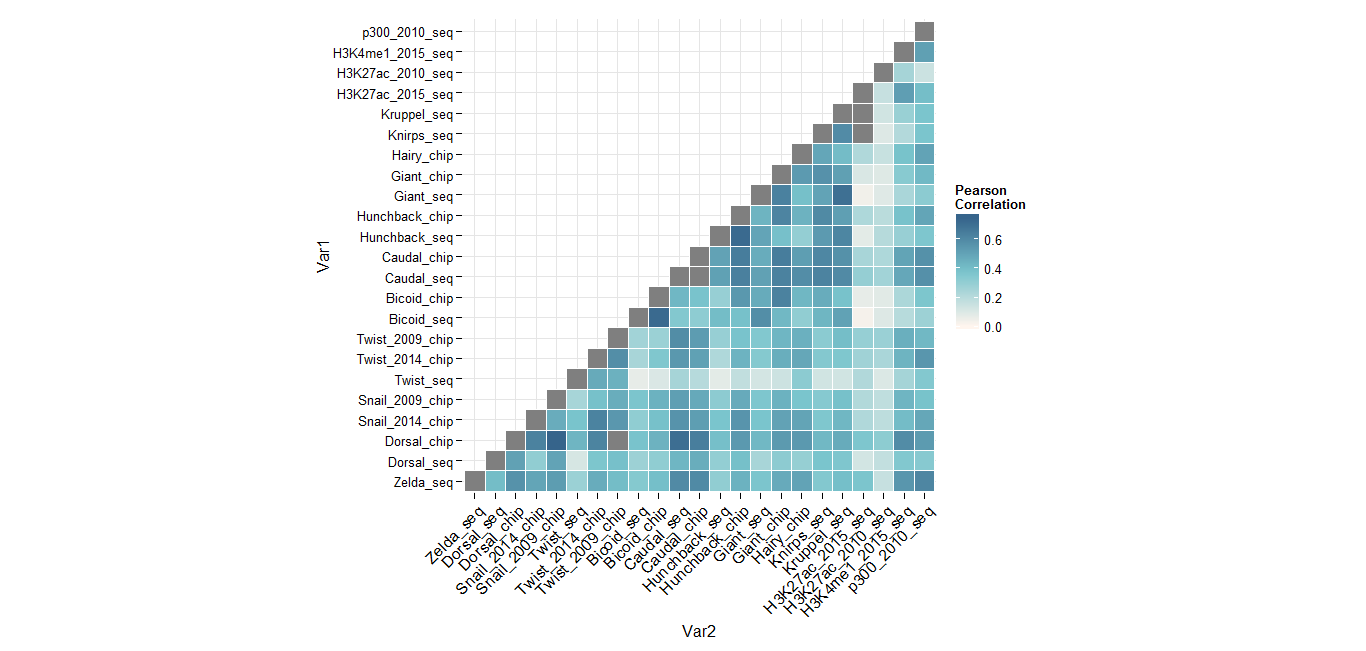 p300_2010_seq
H3K4me1_2015_seq
H3K27ac_2010_seq
H3K27ac_2015_seq
Kruppel_seq
Knirps_seq
Hairy_chip
Giant_chip
Giant_seq
Hunchback_chip
Hunchback_seq
Caudal_chip
Caudal_seq
Bicoid_chip
Bicoid_seq
Twist_2009_chip
Twist_2014_chip
Twist_seq
Snail_2009_chip
Snail_2014_chip
Dorsal_chip
Dorsal_seq
Zelda_seq
Var1
Zelda_seq
Dorsal_seq
Dorsal_chip
Snail_2014_chip
Snail_2009_chip
Twist_seq
Twist_2014_chip
Twist_2009_chip
Bicoid_seq
Bicoid_chip
Caudal_seq
Caudal_chip
Hunchback_seq
Hunchback_chip
Giant_seq
Giant_chip
Hairy_chip
Knirps_seq
Kruppel_seq
H3K27ac_2015_seq
H3K27ac_2010_seq
H3K4me1_2015_seq
p300_2010_seq
Var2
Pearson
Correlation
0.6
0.4
0.2
0.0